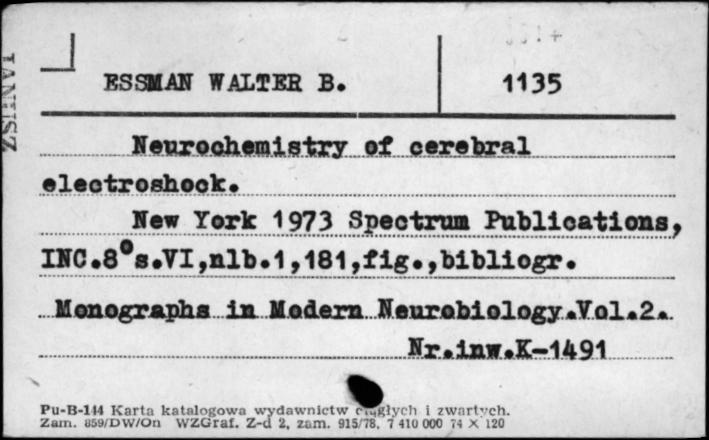 ESSMAN WALTER B.
1135
TANUSZ
Neurochemistry of cerebral
electroshock.
New York 1973 Spectrum Publications,
INC.8°s.VI,nlb.1,181,fig.,bibliogr.
Monographs in Modern Neurobiology.Vol.2.
Nr.inw.K-1491
Pu-B-144 Karta katalogowa wydawnictw ciągłych i zwartych.
Zam. 859/DW/On WZGraf. Z-d 2, zam. 915/78. 7 410 000 74 X 120